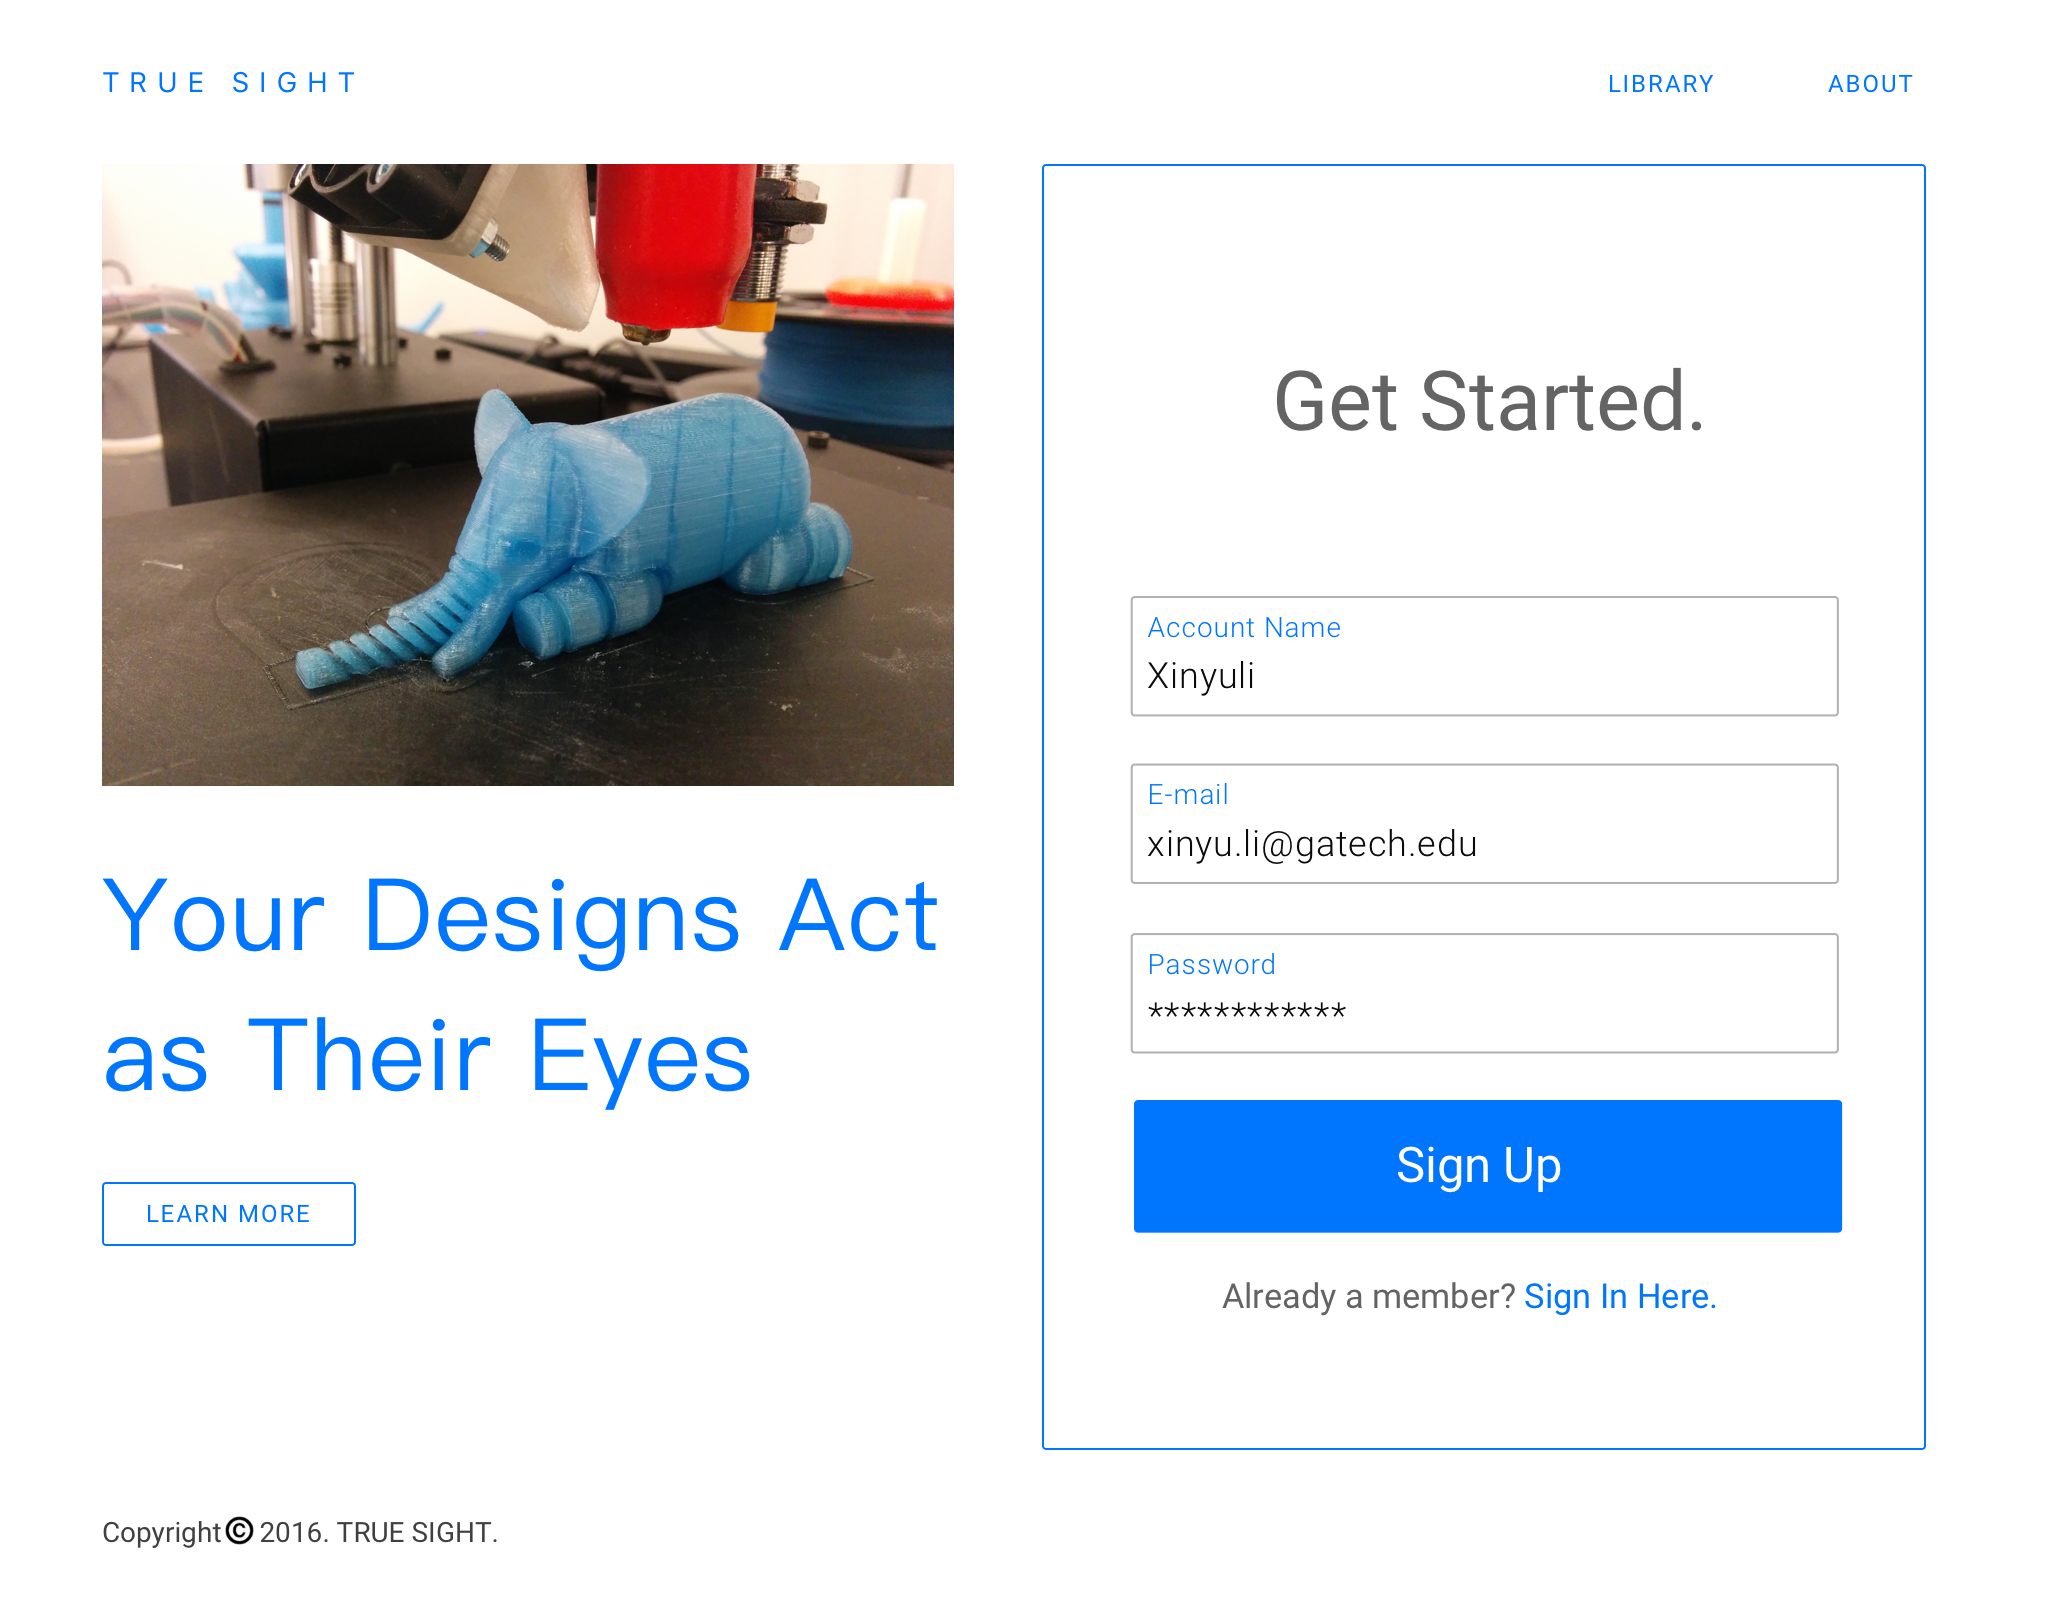 TRUE SIGHT
LIBRARY
ABOUT
Get Started.
Account Name
Xinyuli
E-mail
xinyu.li@gatech.edu
Password
************
Sign Up
Already a member? Sign In Here.
Your Designs Act
as Their Eyes
LEARN MORE
Copyright © 2016. TRUE SIGHT.